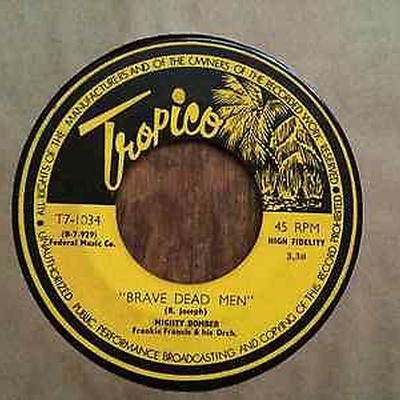 ALL RIGHTS OF THE MANUFACTURERS AND OF THE OWNERS OF THE RECORDED WORK RESERVED
Tropico
T7-1034
(B-7-929)
Federal Music Co.
45 RPM
HIGH FIDELITY
3,30
"BRAVE DEAD MEN"
(R. Joseph)
MIGHTY BOMBER
Frankie Francis & his Orch.
UNAUTHORIZED PUBLIC PERFORMANCE BROADCASTING AND COPYING OF THIS RECORD PROHIBITED